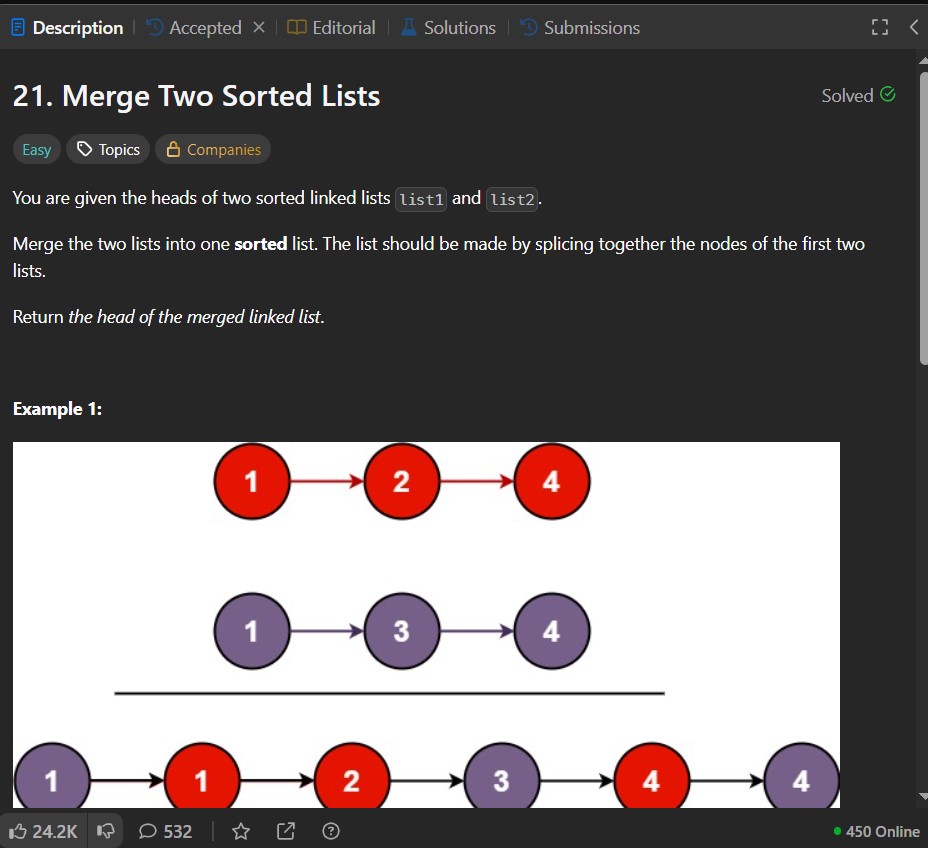 Description Accepted Editorial Solutions Submissions
21. Merge Two Sorted Lists
Solved
Easy Topics Companies
You are given the heads of two sorted linked lists list1 and list2.
Merge the two lists into one sorted list. The list should be made by splicing together the nodes of the first two
lists.
Return the head of the merged linked list.
Example 1:
1 2 4
1 3 4
1 1 2 3 4 4
24.2K 532 450 Online